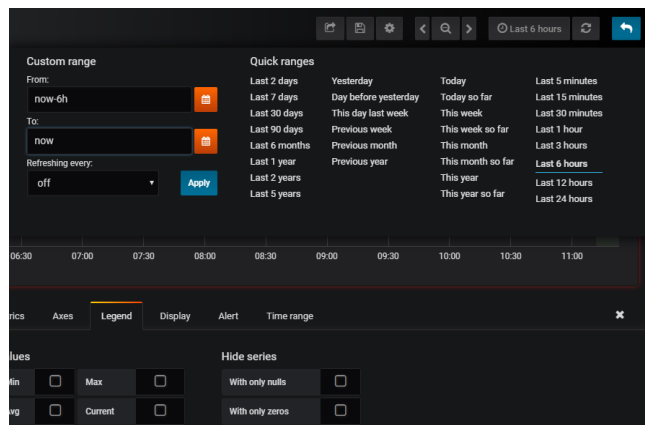 Last 6 hours
Custom range
From:
now-6h
To:
now
Refreshing every:
off
Apply
Quick ranges
Last 2 days
Last 7 days
Last 30 days
Last 90 days
Last 6 months
Last 1 year
Last 2 years
Last 5 years
Yesterday
Day before yesterday
This day last week
Previous week
Previous month
Previous year
Today
Today so far
This week
This week so far
This month
This month so far
This year
This year so far
Last 5 minutes
Last 15 minutes
Last 30 minutes
Last 1 hour
Last 3 hours
Last 6 hours
Last 12 hours
Last 24 hours
06:30 07:00 07:30 08:00 08:30 09:00 09:30 10:00 10:30 11:00
rics Axes Legend Display Alert Time range
lues
Min Max
Avg Current
Hide series
With only nulls
With only zeros